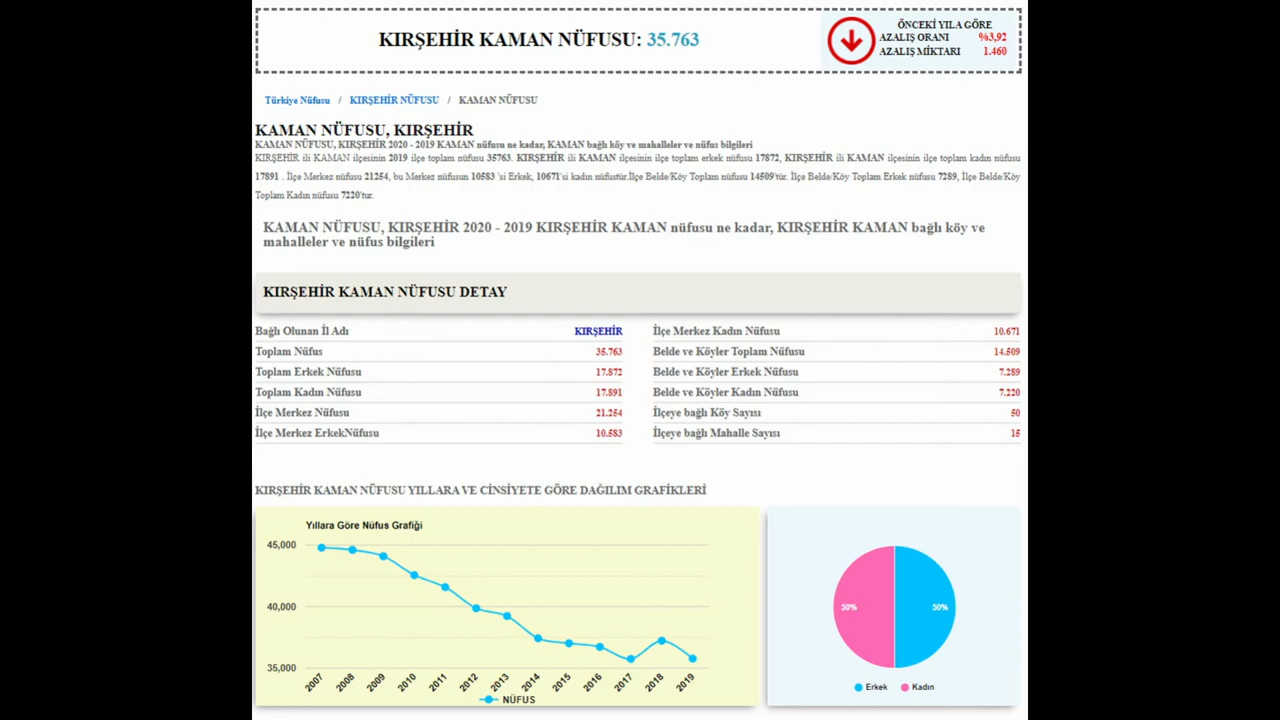 KIRŞEHİR KAMAN NÜFUSU: 35.763
ÖNCEKİ YILA GÖRE
AZALIŞ ORANI %3,92
AZALIŞ MİKTARI 1.460
Türkiye Nüfusu / KIRŞEHİR NÜFUSU / KAMAN NÜFUSU
KAMAN NÜFUSU, KIRŞEHİR
KAMAN NÜFUSU, KIRŞEHİR 2020 - 2019 KAMAN nüfusu ne kadar, KAMAN bağlı köy ve mahalleler ve nüfus bilgileri
KIRŞEHİR ili KAMAN ilçesinin 2019 ilçe toplam nüfusu 35763. KIRŞEHİR ili KAMAN ilçesinin ilçe toplam erkek nüfusu 17872, KIRŞEHİR ili KAMAN ilçesinin ilçe toplam kadın nüfusu
17891 . İlçe Merkez nüfusu 21254, bu Merkez nüfusun 10583 'si Erkek, 10671'si kadın nüfustür.İlçe Belde/Köy Toplam nüfusu 14509'tür. İlçe Belde/Köy Toplam Erkek nüfusu 7289, İlçe Belde/Köy
Toplam Kadın nüfusu 7220'tur.
KAMAN NÜFUSU, KIRŞEHİR 2020 - 2019 KIRŞEHİR KAMAN nüfusu ne kadar, KIRŞEHİR KAMAN bağlı köy ve
mahalleler ve nüfus bilgileri
KIRŞEHİR KAMAN NÜFUSU DETAY
Bağlı Olunan İl Adı KIRŞEHİR
Toplam Nüfus 35.763
Toplam Erkek Nüfusu 17.872
Toplam Kadın Nüfusu 17.891
İlçe Merkez Nüfusu 21.254
İlçe Merkez ErkekNüfusu 10.583
İlçe Merkez Kadın Nüfusu 10.671
Belde ve Köyler Toplam Nüfusu 14.509
Belde ve Köyler Erkek Nüfusu 7.289
Belde ve Köyler Kadın Nüfusu 7.220
İlçeye bağlı Köy Sayısı 50
İlçeye bağlı Mahalle Sayısı 15
KIRŞEHİR KAMAN NÜFUSU YILLARA VE CİNSİYETE GÖRE DAĞILIM GRAFİKLERİ
Yıllara Göre Nüfus Grafiği
45,000
40,000
35,000
2007 2008 2009 2010 2011 2012 2013 2014 2015 2016 2017 2018 2019
NÜFUS
50% 50%
Erkek Kadın